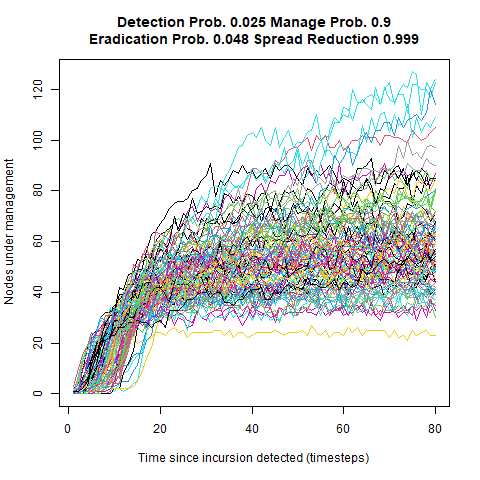 Detection Prob. 0.025 Manage Prob. 0.9
Eradication Prob. 0.048 Spread Reduction 0.999
Nodes under management
120
100
80
60
40
20
0
0 20 40 60 80
Time since incursion detected (timesteps)